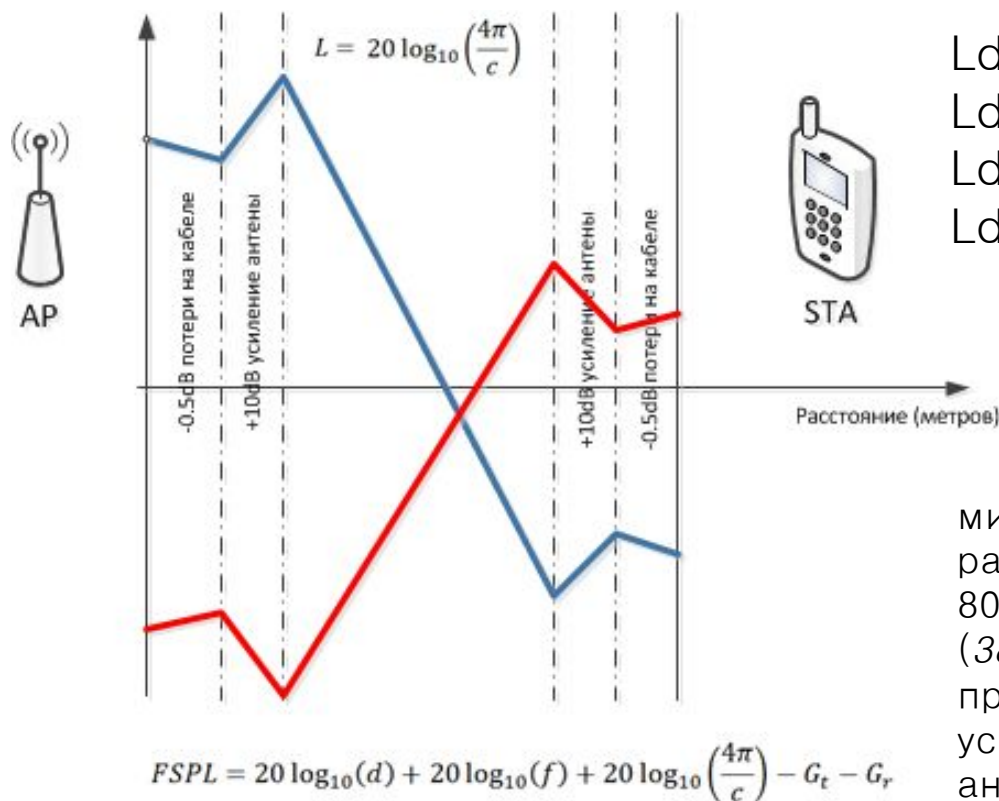 L = 20 log₁₀(4π/c)
Ld
Ld
Ld
Ld
AP
-0.5dB потери на кабеле
+10dB усиление антены
+10dB усиление антены
-0.5dB потери на кабеле
STA
Расстояние (метров)
ми
ра
80
(За
пр
ус
ан
FSPL = 20 log₁₀(d) + 20 log₁₀(f) + 20 log₁₀(4π/c) − Gₜ − Gᵣ